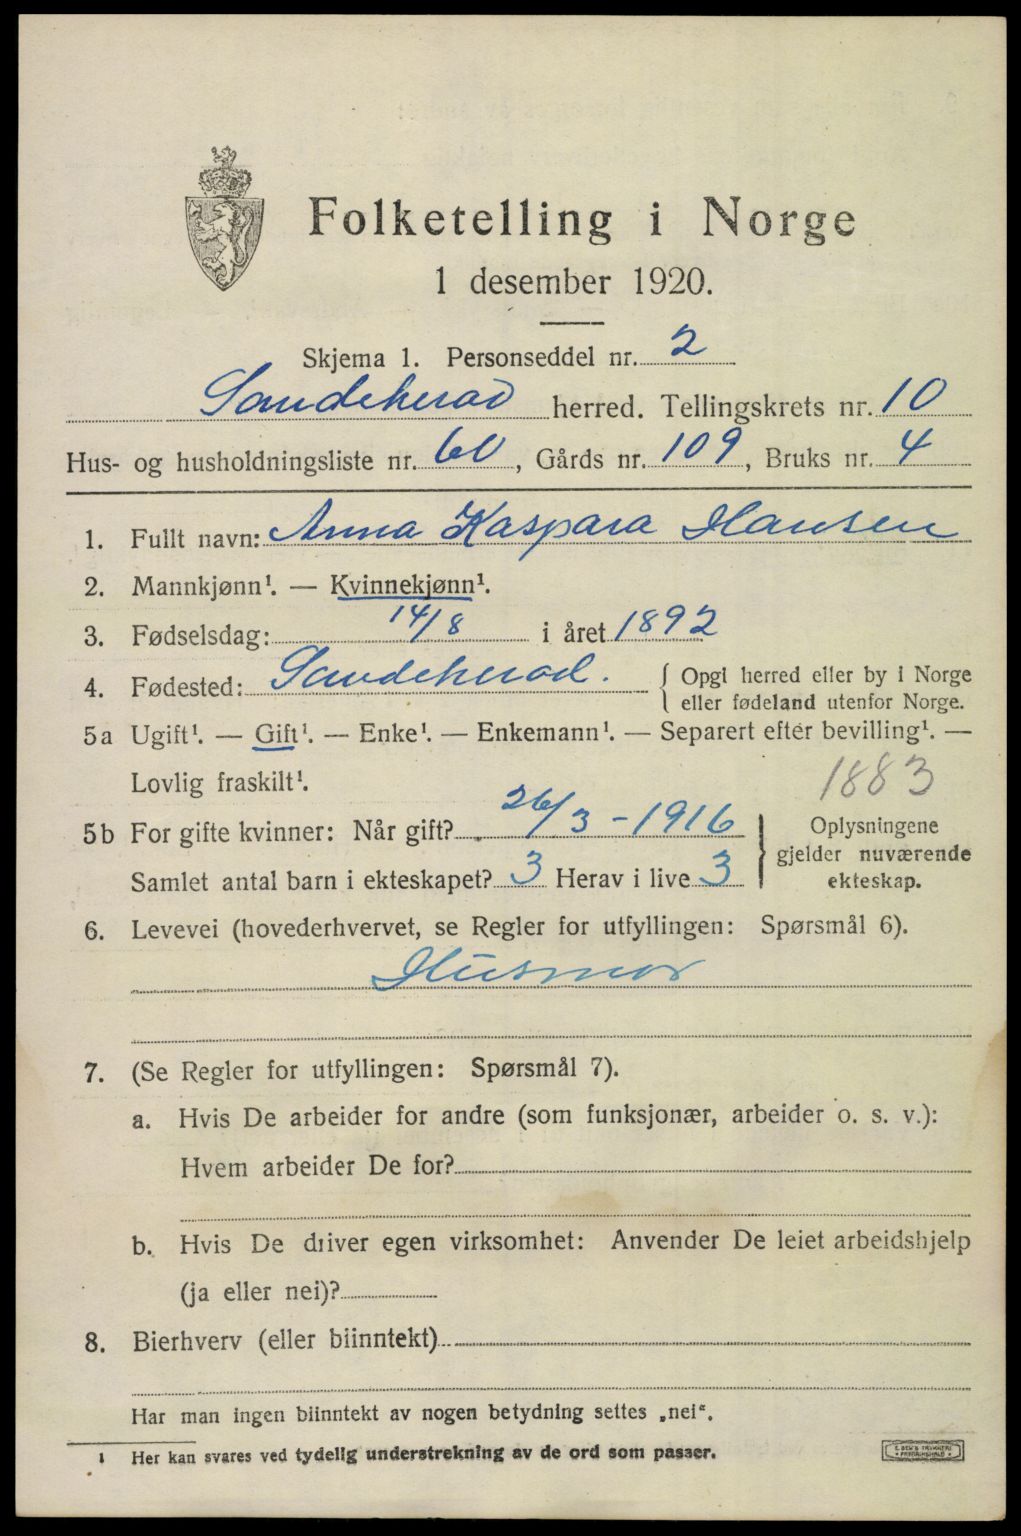 Folketelling i Norge
1 desember 1920.
Skjema 1. Personseddel nr. 2
Sandeherad herred. Tellingskrets nr. 10
Hus- og husholdningsliste nr. 60, Gårds nr. 109, Bruks nr. 4
1. Fullt navn: Anna Kaspara Hansen
2. Mannkjønn¹. — Kvinnekjønn¹.
3. Fødselsdag: 14/8 i året 1892
4. Fødested: Sandeherad. { Opgi herred eller by i Norge
eller fødeland utenfor Norge.
5a Ugift¹. — Gift¹. — Enke¹. — Enkemann¹. — Separert efter bevilling¹. —
Lovlig fraskilt¹.
1883
5b For gifte kvinner: Når gift? 26/3 - 1916
Samlet antal barn i ekteskapet? 3 Herav i live 3
} Oplysningene
gjelder nuværende
ekteskap.
6. Levevei (hovederhvervet, se Regler for utfyllingen: Spørsmål 6).
Husmor
7. (Se Regler for utfyllingen: Spørsmål 7).
a. Hvis De arbeider for andre (som funksjonær, arbeider o. s. v.):
Hvem arbeider De for?
b. Hvis De driver egen virksomhet: Anvender De leiet arbeidshjelp
(ja eller nei)?
8. Bierhverv (eller biinntekt)
Har man ingen biinntekt av nogen betydning settes „nei".
¹ Her kan svares ved tydelig understrekning av de ord som passer.